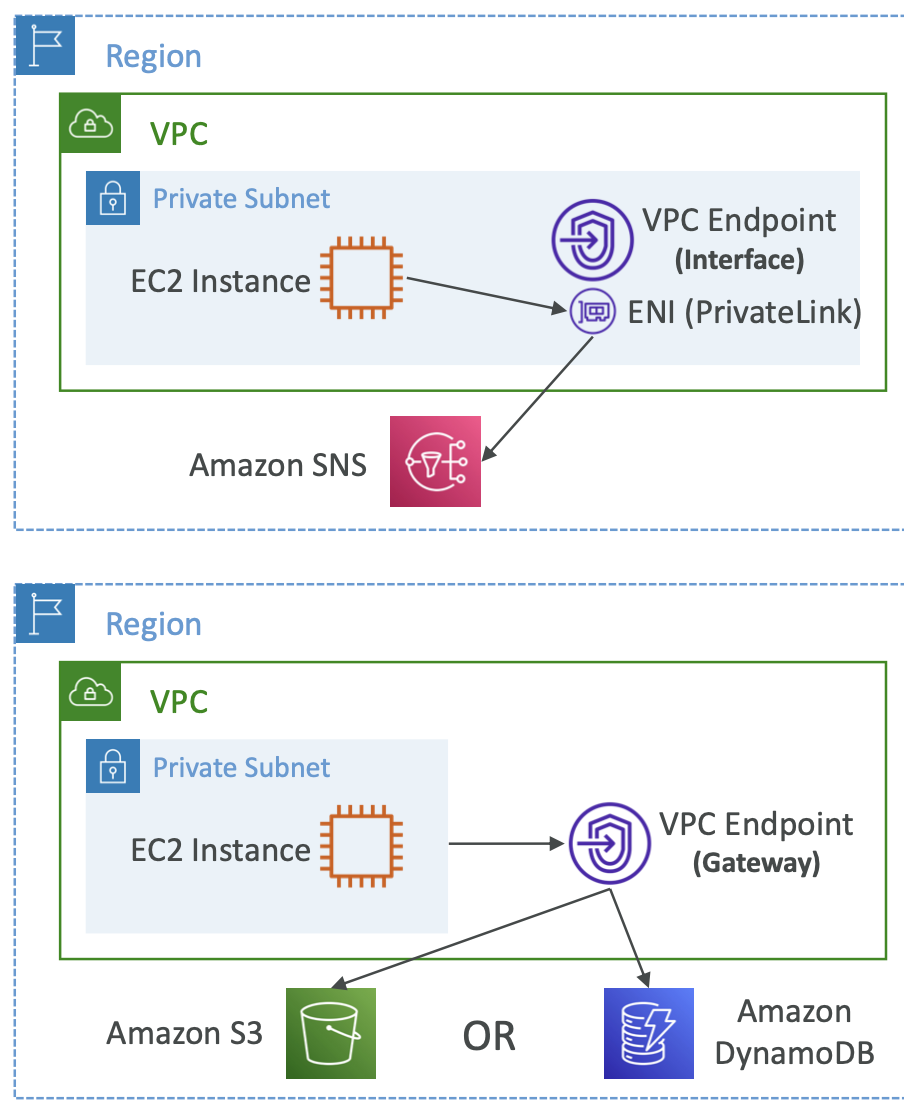 Region
VPC
Private Subnet
EC2 Instance
VPC Endpoint
(Interface)
ENI (PrivateLink)
Amazon SNS
Region
VPC
Private Subnet
EC2 Instance
VPC Endpoint
(Gateway)
Amazon S3
OR
Amazon
DynamoDB